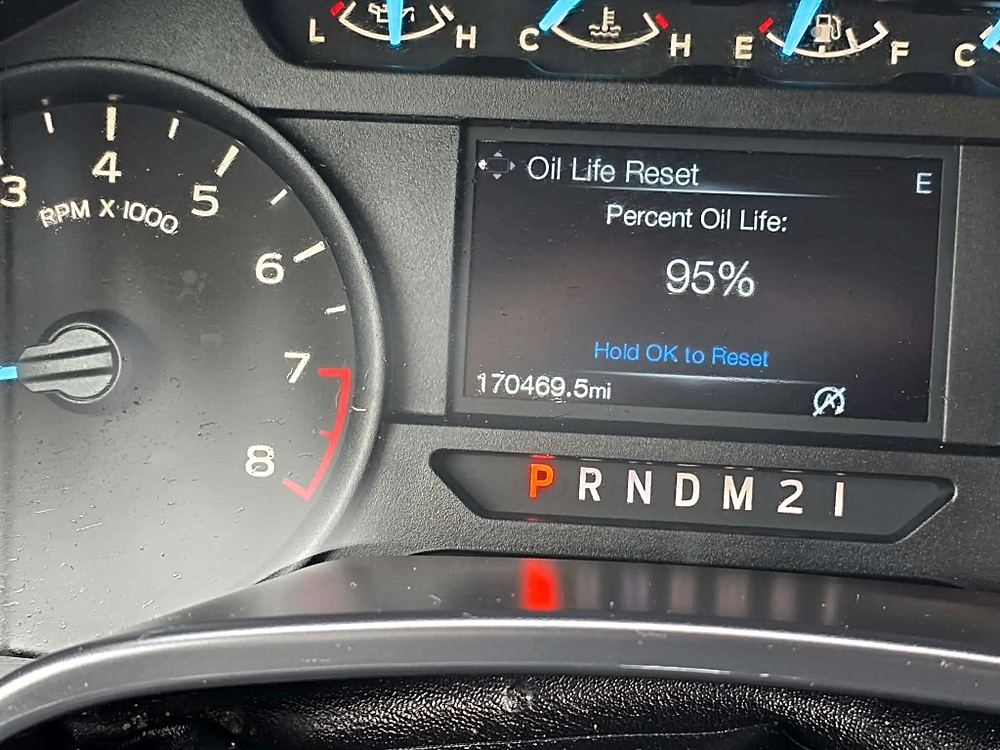 L H C H E F C
3 4 5 6 7 8
RPM X 1000
Oil Life Reset E
Percent Oil Life:
95%
Hold OK to Reset
170469.5mi
P R N D M 2 1